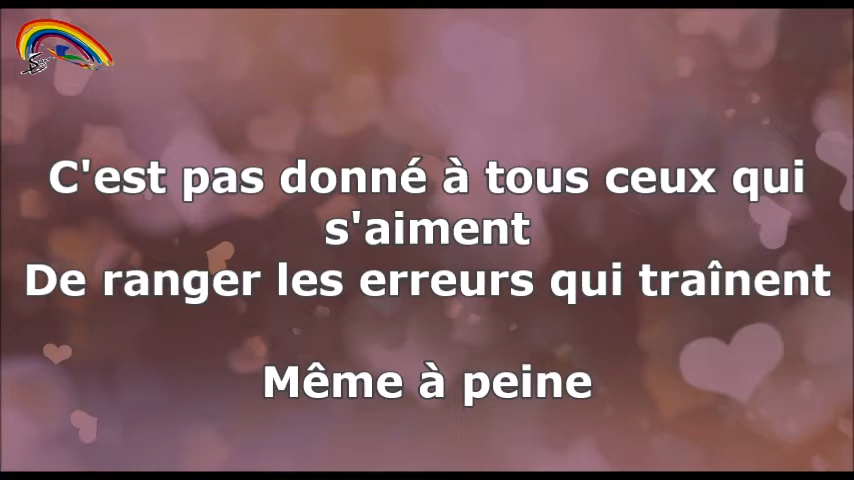 C'est pas donné à tous ceux qui
s'aiment
De ranger les erreurs qui traînent
Même à peine